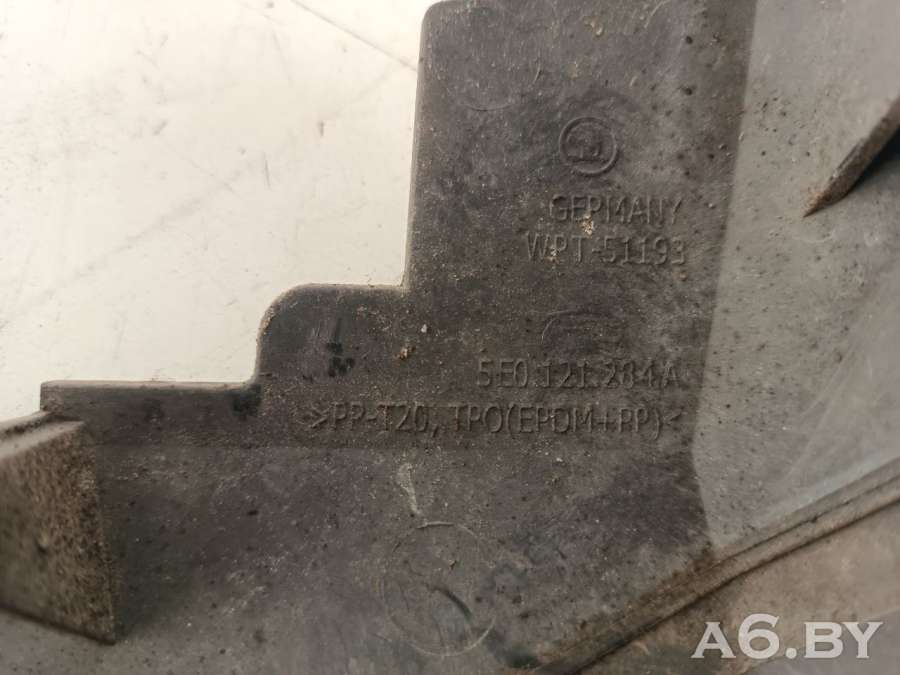 GERMANY
WPT-51193
5E0.121.284.A
>PP-T20, TPO(EPDM+PP)<
A6.BY